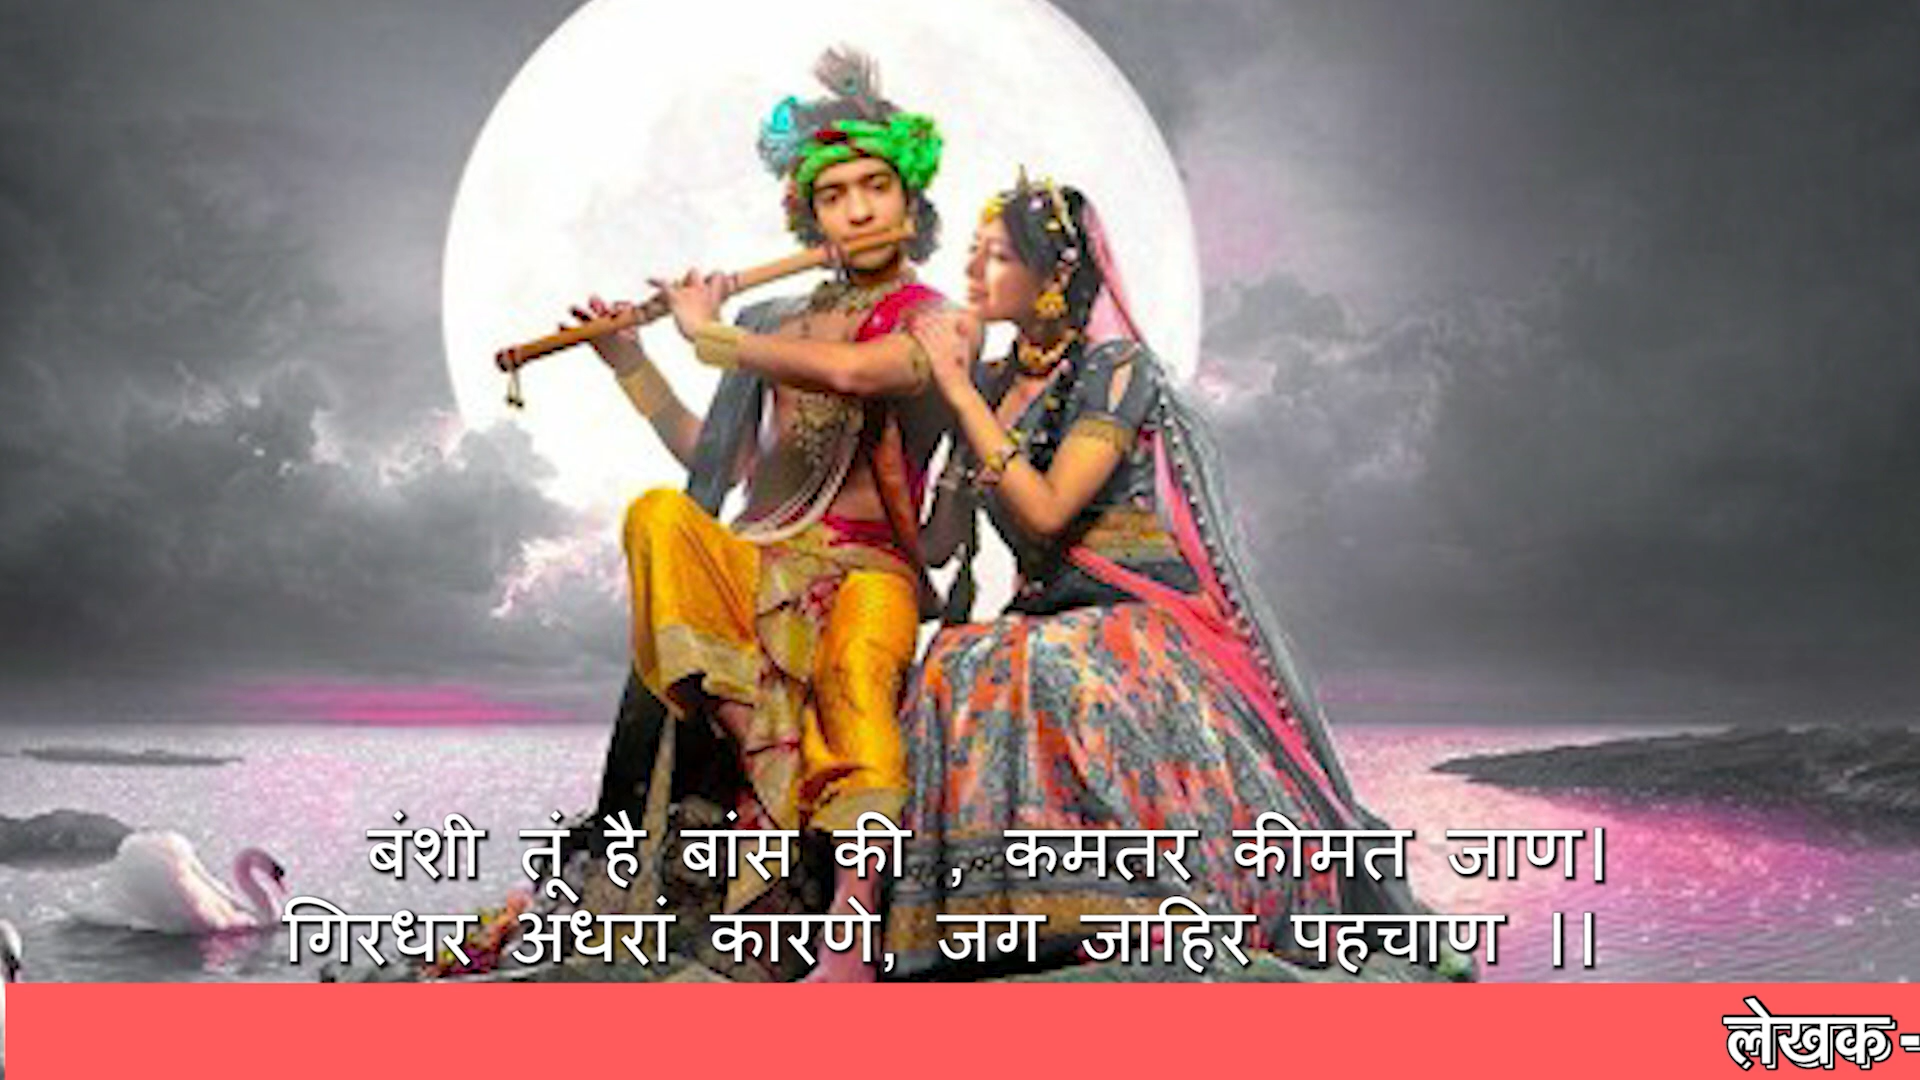 बंशी तूं है बांस की , कमतर कीमत जाण।
गिरधर अधरां कारणे, जग जाहिर पहचाण ।।
लेखक -